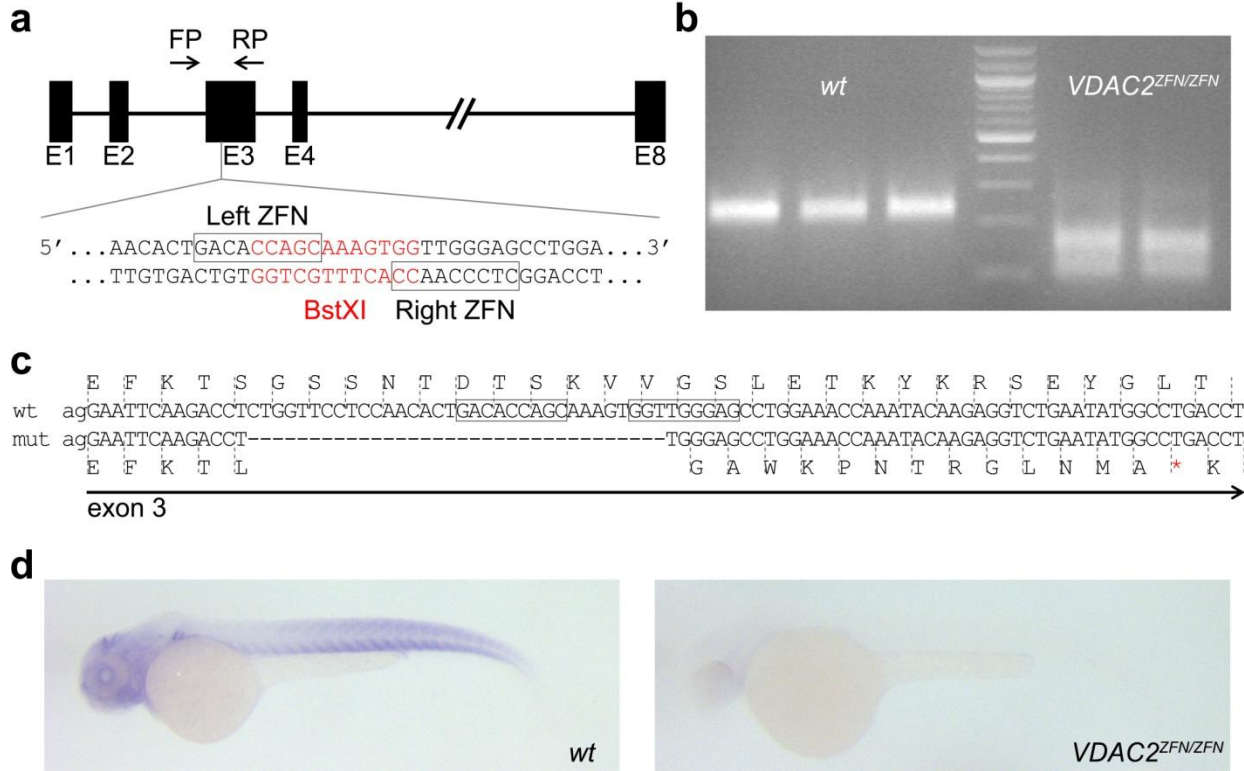 a
FP RP
E1 E2 E3 E4 E8
Left ZFN
5’ ...AACACTGACACCAGCAAAGTGGTTGGGAGCCTGGA...3’
...TTGTGACTGTGGTCGTTTCACCAACCCTCGGACCT...
BstXI Right ZFN
b
wt VDAC2ZFN/ZFN
c
E F K T S G S S N T D T S K V V G S L E T K Y K R S E Y G L T
wt agGAATTCAAGACCTCTGGTTCCTCCAACACTGACACCAGCAAAGTGGTTGGGAGCCTGGAAACCAAATACAAGAGGTCTGAATATGGCCTGACCT
mut agGAATTCAAGACCT----------------------------------TGGGAGCCTGGAAACCAAATACAAGAGGTCTGAATATGGCCTGACCT
E F K T L G A W K P N T R G L N M A * K
exon 3
d
wt VDAC2ZFN/ZFN